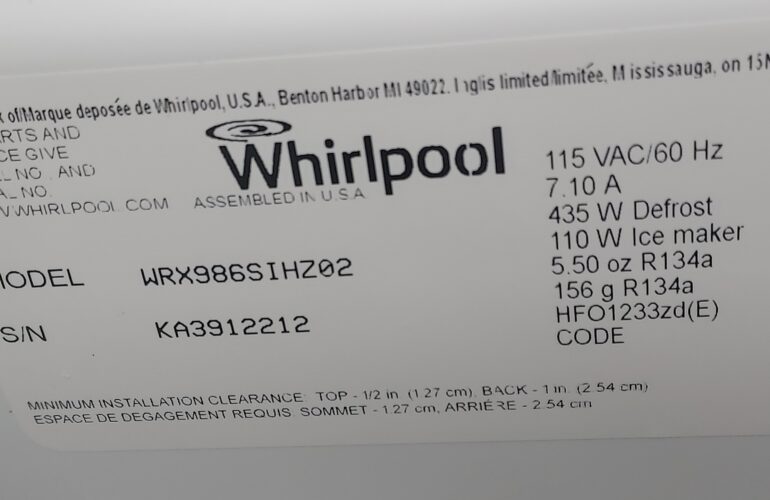 of/Marque deposée de Whirlpool, U.S.A., Benton Harbor MI 49022. Inglis limited/limitée, Mississauga, on
RTS AND
CE GIVE
NO. AND
NO.
WHIRLPOOL.COM
Whirlpool
ASSEMBLED IN U.S.A
MODEL WRX986SIHZ02
S/N KA3912212
115 VAC/60 Hz
7.10 A
435 W Defrost
110 W Ice maker
5.50 oz R134a
156 g R134a
HFO1233zd(E)
CODE
MINIMUM INSTALLATION CLEARANCE: TOP - 1/2 in. (1.27 cm), BACK - 1 in. (2.54 cm)
ESPACE DE DEGAGEMENT REQUIS: SOMMET - 1.27 cm, ARRIÉRE - 2.54 cm